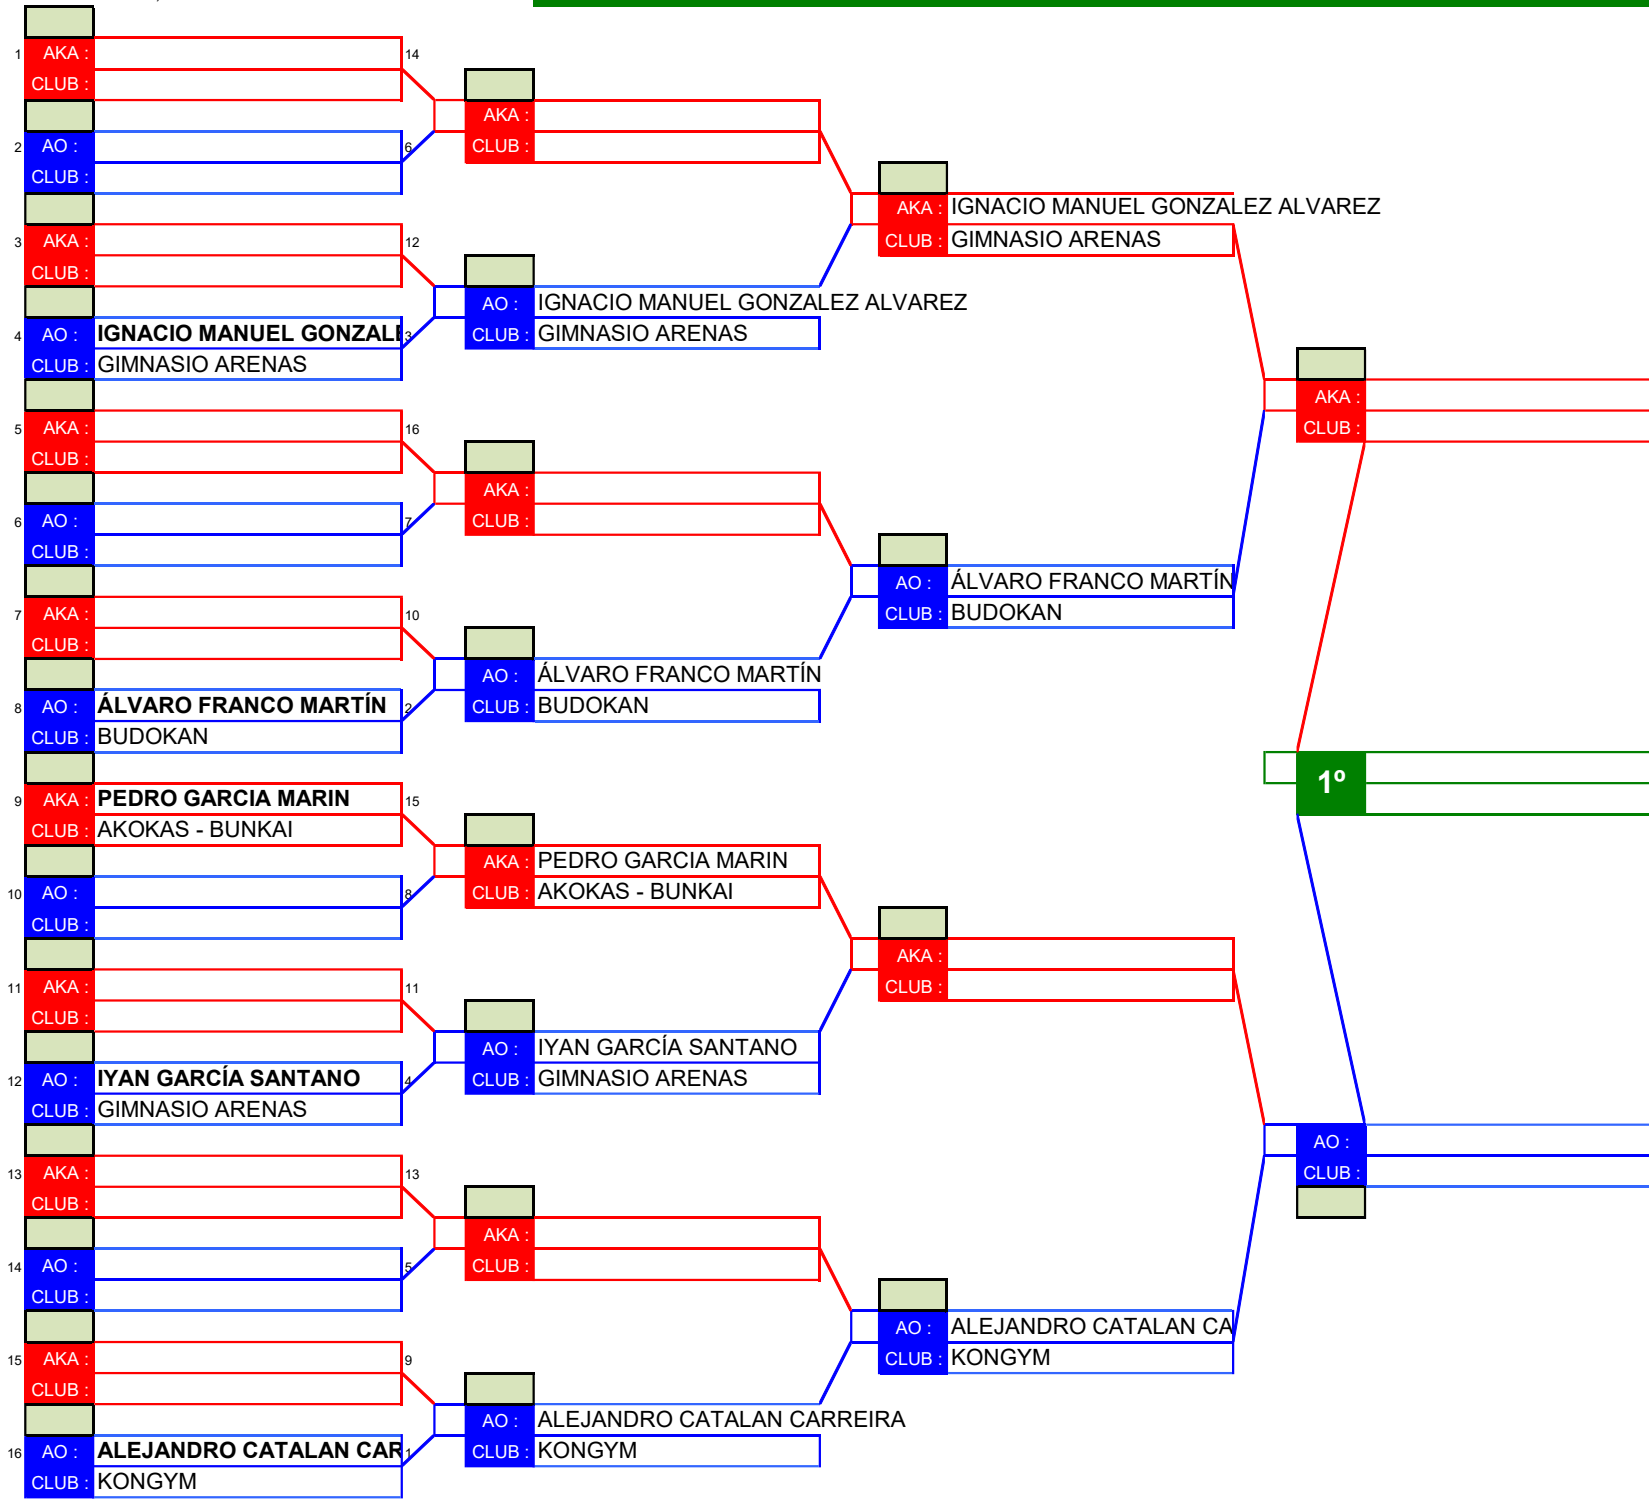 1 AKA : 14
CLUB :
2 AO : 6
CLUB :
3 AKA : 12
CLUB :
4 AO : IGNACIO MANUEL GONZALE 3
CLUB : GIMNASIO ARENAS
5 AKA : 16
CLUB :
6 AO : 7
CLUB :
7 AKA : 10
CLUB :
8 AO : ÁLVARO FRANCO MARTÍN 2
CLUB : BUDOKAN
9 AKA : PEDRO GARCIA MARIN 15
CLUB : AKOKAS - BUNKAI
10 AO : 8
CLUB :
11 AKA : 11
CLUB :
12 AO : IYAN GARCÍA SANTANO 4
CLUB : GIMNASIO ARENAS
13 AKA : 13
CLUB :
14 AO : 5
CLUB :
15 AKA : 9
CLUB :
16 AO : ALEJANDRO CATALAN CAR 1
CLUB : KONGYM
AKA :
CLUB :
AO : IGNACIO MANUEL GONZALEZ ALVAREZ
CLUB : GIMNASIO ARENAS
AKA :
CLUB :
AO : ÁLVARO FRANCO MARTÍN
CLUB : BUDOKAN
AKA : PEDRO GARCIA MARIN
CLUB : AKOKAS - BUNKAI
AO : IYAN GARCÍA SANTANO
CLUB : GIMNASIO ARENAS
AKA :
CLUB :
AO : ALEJANDRO CATALAN CARREIRA
CLUB : KONGYM
AKA : IGNACIO MANUEL GONZALEZ ALVAREZ
CLUB : GIMNASIO ARENAS
AO : ÁLVARO FRANCO MARTÍN
CLUB : BUDOKAN
AKA :
CLUB :
AO : ALEJANDRO CATALAN CA
CLUB : KONGYM
AKA :
CLUB :
1º
AO :
CLUB :